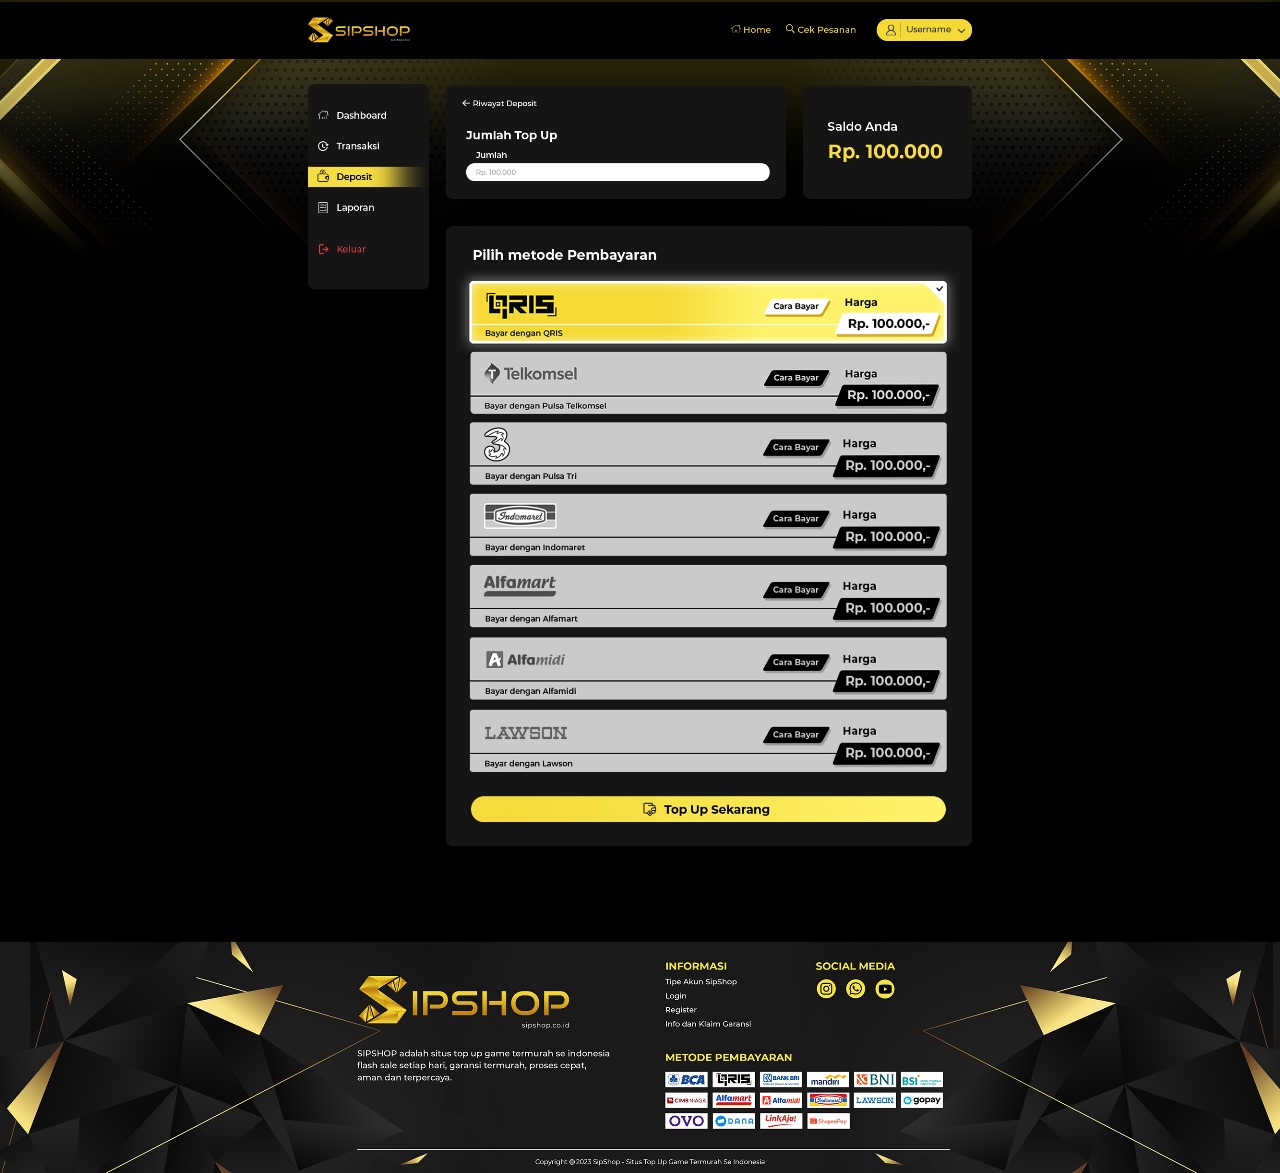 SIPSHOP
Home
Cek Pesanan
Username
Dashboard
Transaksi
Deposit
Laporan
Keluar
Riwayat Deposit
Jumlah Top Up
Jumlah
Rp. 100.000
Saldo Anda
Rp. 100.000
Pilih metode Pembayaran
QRIS
Cara Bayar
Harga
Rp. 100.000,-
Bayar dengan QRIS
Telkomsel
Cara Bayar
Harga
Rp. 100.000,-
Bayar dengan Pulsa Telkomsel
3
Cara Bayar
Harga
Rp. 100.000,-
Bayar dengan Pulsa Tri
Indomaret
Cara Bayar
Harga
Rp. 100.000,-
Bayar dengan Indomaret
Alfamart
Cara Bayar
Harga
Rp. 100.000,-
Bayar dengan Alfamart
Alfamidi
Cara Bayar
Harga
Rp. 100.000,-
Bayar dengan Alfamidi
LAWSON
Cara Bayar
Harga
Rp. 100.000,-
Bayar dengan Lawson
Top Up Sekarang
SIPSHOP
sipshop.co.id
SIPSHOP adalah situs top up game termurah se indonesia
flash sale setiap hari, garansi termurah, proses cepat,
aman dan terpercaya.
INFORMASI
Tipe Akun SipShop
Login
Register
Info dan Klaim Garansi
SOCIAL MEDIA
METODE PEMBAYARAN
BCA QRIS BANK BRI mandiri BNI BSI
CIMB NIAGA Alfamart Alfamidi Indomaret LAWSON gopay
OVO DANA LinkAja! ShopeePay
Copyright @2023 SipShop - Situs Top Up Game Termurah Se Indonesia